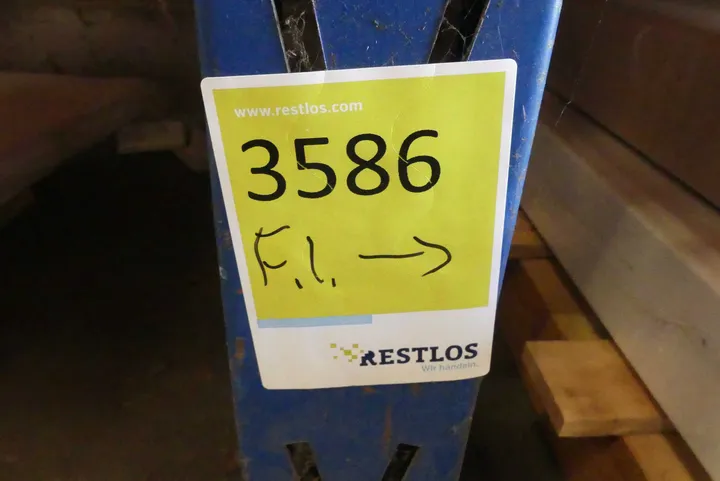 www.restlos.com
3586
F.l. →
RESTLOS
Wir handeln.